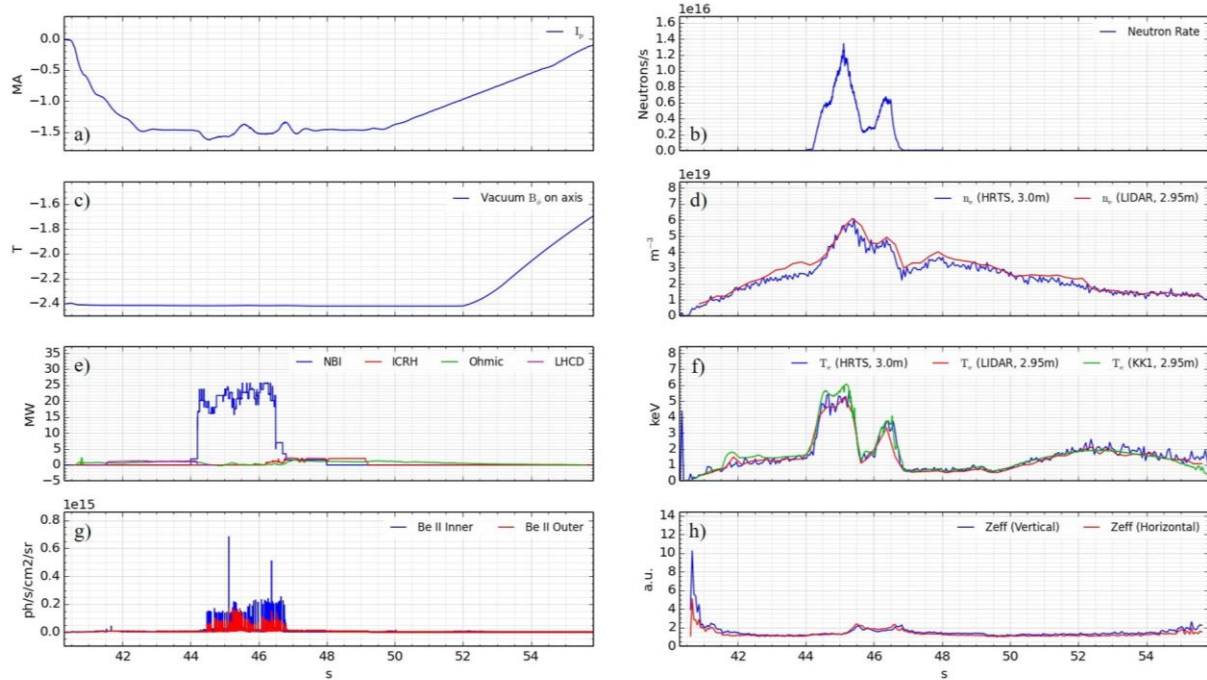 0.0
−0.5
−1.0
−1.5
MA
a)
Iₚ
1e16
1.6
1.4
1.2
1.0
0.8
0.6
0.4
0.2
0.0
Neutrons/s
b)
Neutron Rate
−1.6
−1.8
−2.0
−2.2
−2.4
T
c)
1e19
8
7
6
5
4
3
2
1
0
m⁻³
d)
nₑ (HRTS, 3.0m) nₑ (LIDAR, 2.95m)
35
30
25
20
15
10
5
0
−5
MW
e)
NBI ICRH Ohmic LHCD
8
7
6
5
4
3
2
1
0
keV
f)
Tₑ (HRTS, 3.0m) Tₑ (LIDAR, 2.95m) Tₑ (KK1, 2.95m)
1e15
0.8
0.6
0.4
0.2
0.0
ph/s/cm2/sr
g)
Be II Inner Be II Outer
42 44 46 48 50 52 54
s
14
12
10
8
6
4
2
0
a.u.
h)
Zeff (Vertical) Zeff (Horizontal)
42 44 46 48 50 52 54
s